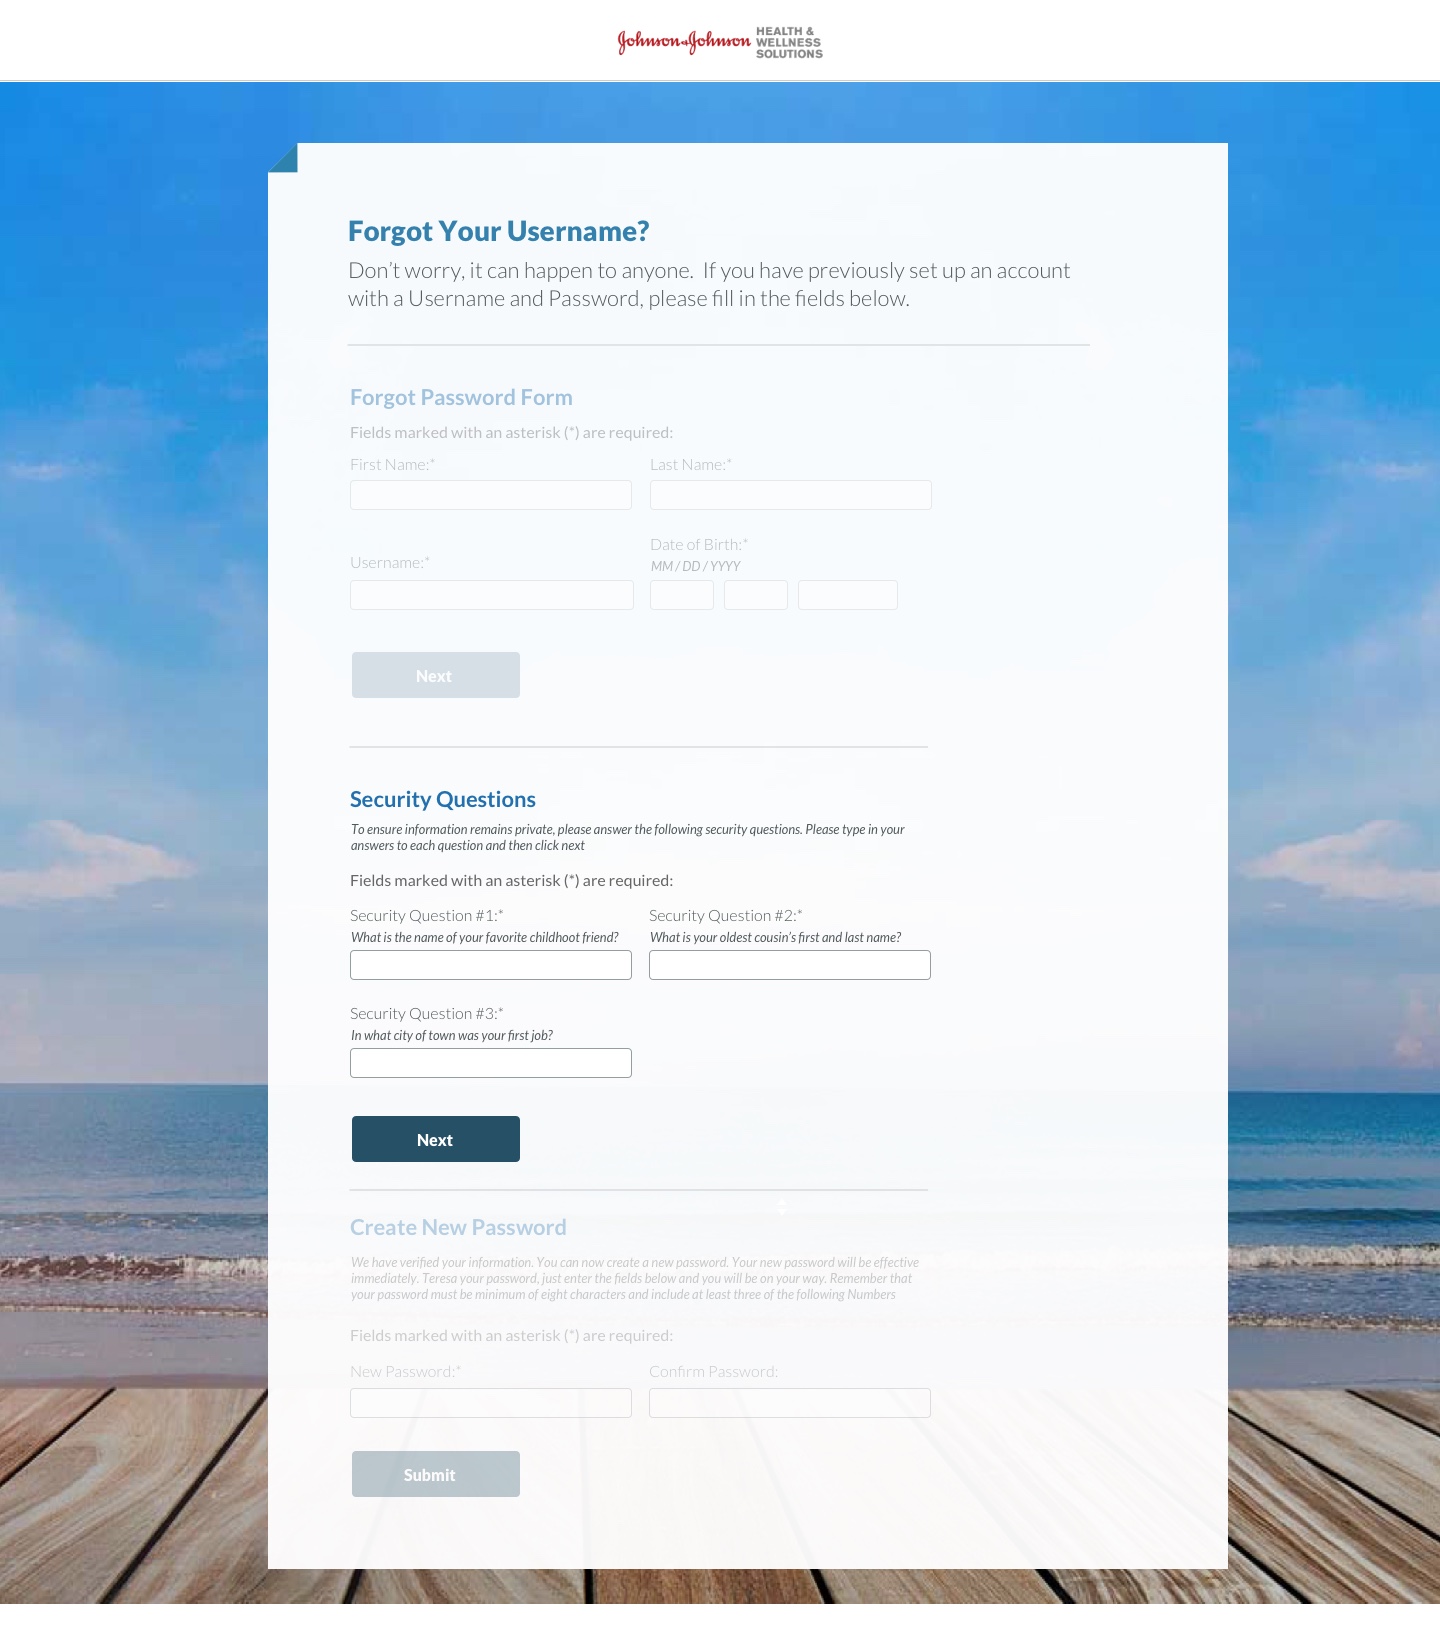 Johnson & Johnson HEALTH & WELLNESS SOLUTIONS
Forgot Your Username?
Don't worry, it can happen to anyone. If you have previously set up an account
with a Username and Password, please fill in the fields below.
Forgot Password Form
Fields marked with an asterisk (*) are required:
First Name:*
Last Name:*
Username:*
Date of Birth:*
MM / DD / YYYY
Next
Security Questions
To ensure information remains private, please answer the following security questions. Please type in your
answers to each question and then click next
Fields marked with an asterisk (*) are required:
Security Question #1:*
What is the name of your favorite childhoot friend?
Security Question #2:*
What is your oldest cousin's first and last name?
Security Question #3:*
In what city of town was your first job?
Next
Create New Password
We have verified your information. You can now create a new password. Your new password will be effective
immediately. Teresa your password, just enter the fields below and you will be on your way. Remember that
your password must be minimum of eight characters and include at least three of the following Numbers
Fields marked with an asterisk (*) are required:
New Password:*
Confirm Password:
Submit